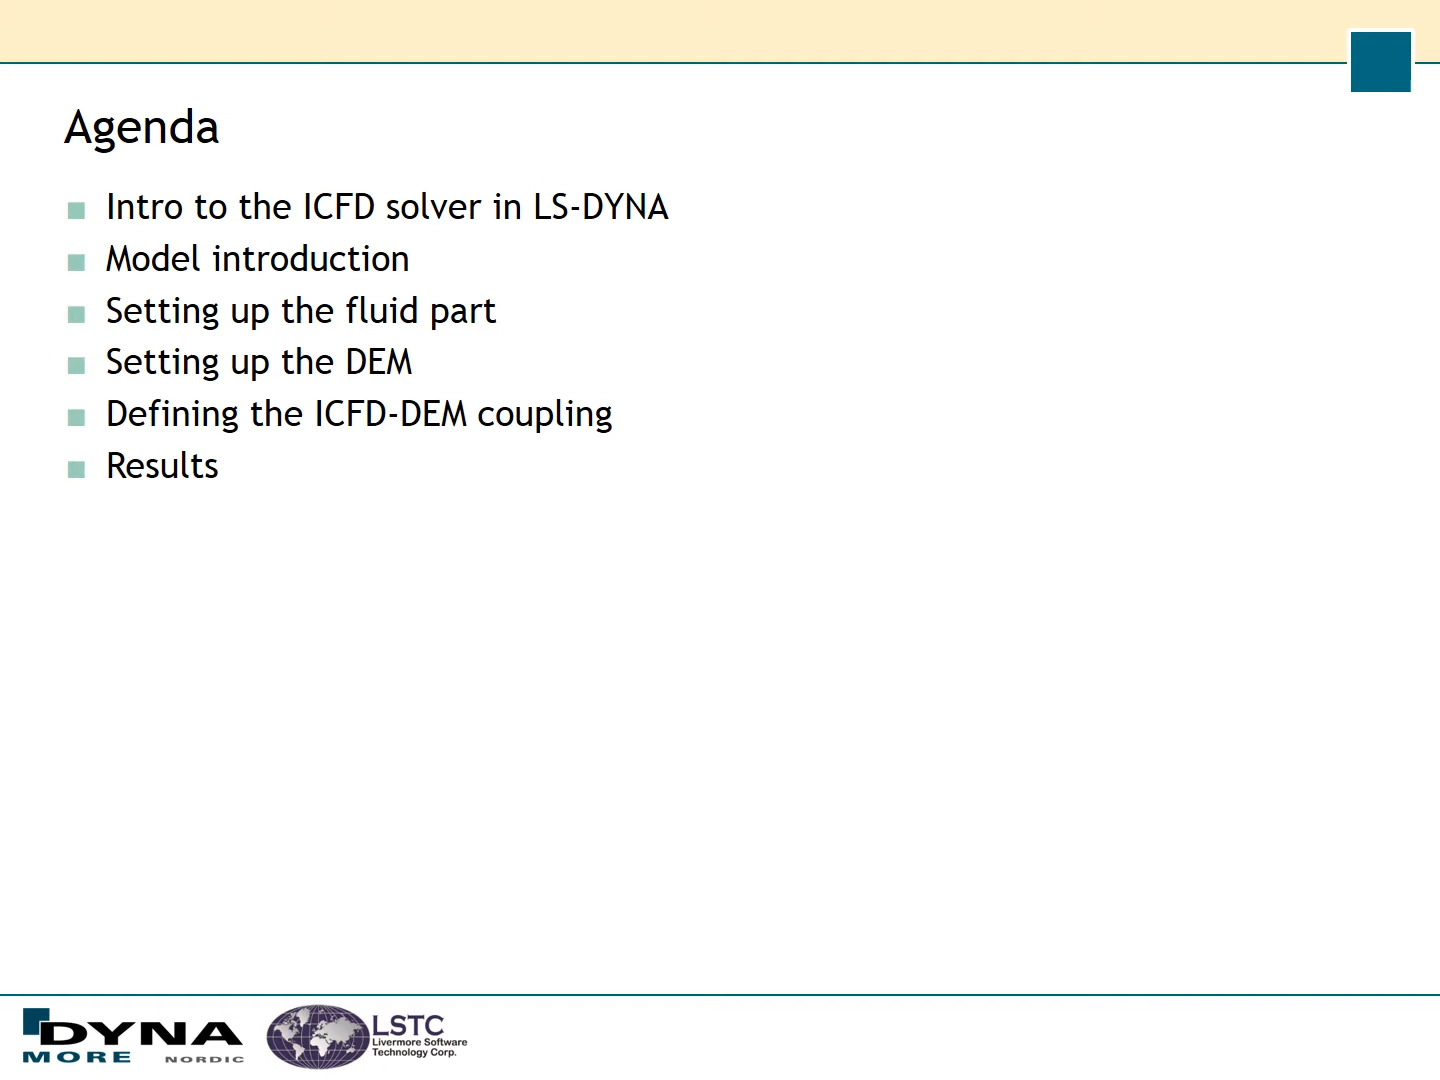 Agenda
Intro to the ICFD solver in LS-DYNA
Model introduction
Setting up the fluid part
Setting up the DEM
Defining the ICFD-DEM coupling
Results
DYNA
MORE NORDIC
LSTC
Livermore Software
Technology Corp.